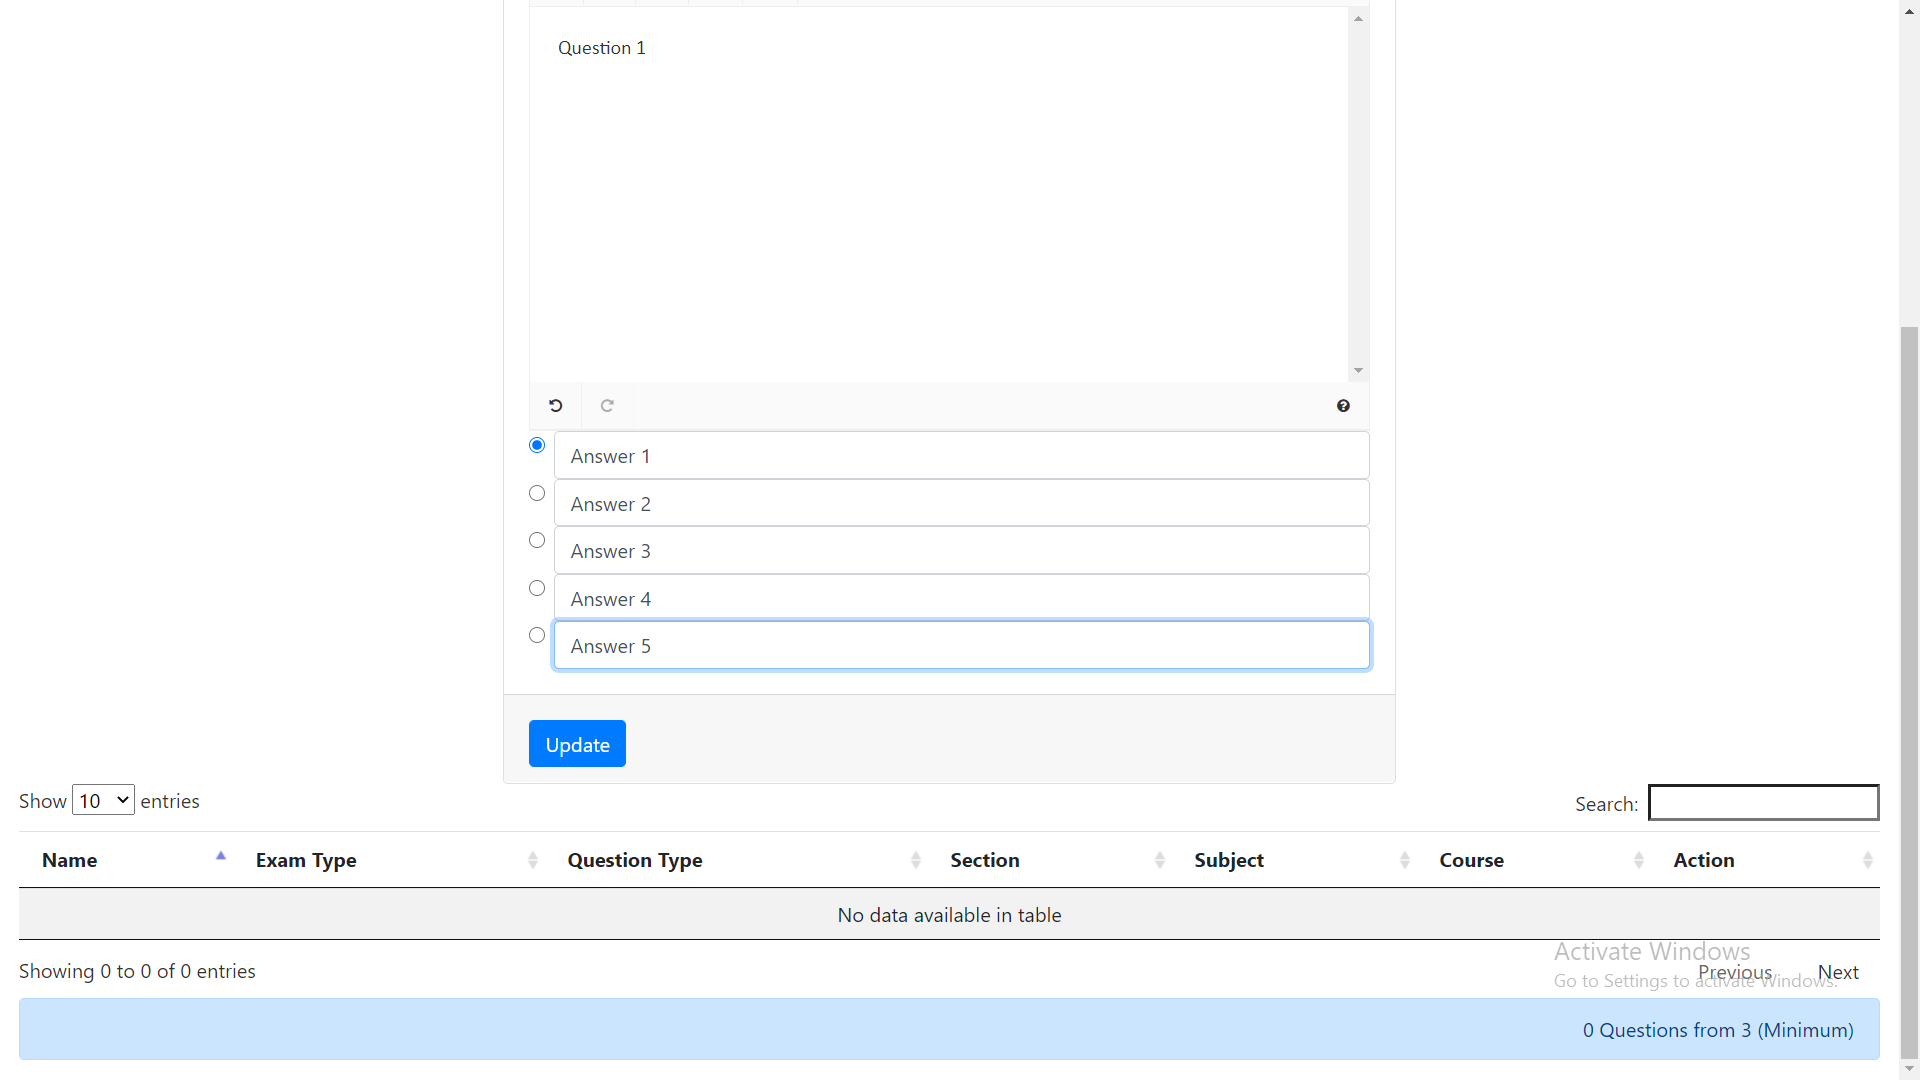 Question 1
Answer 1
Answer 2
Answer 3
Answer 4
Answer 5
Update
Show 10 entries
Search:
Name Exam Type Question Type Section Subject Course Action
No data available in table
Showing 0 to 0 of 0 entries
Previous Next
Activate Windows
Go to Settings to activate Windows.
0 Questions from 3 (Minimum)